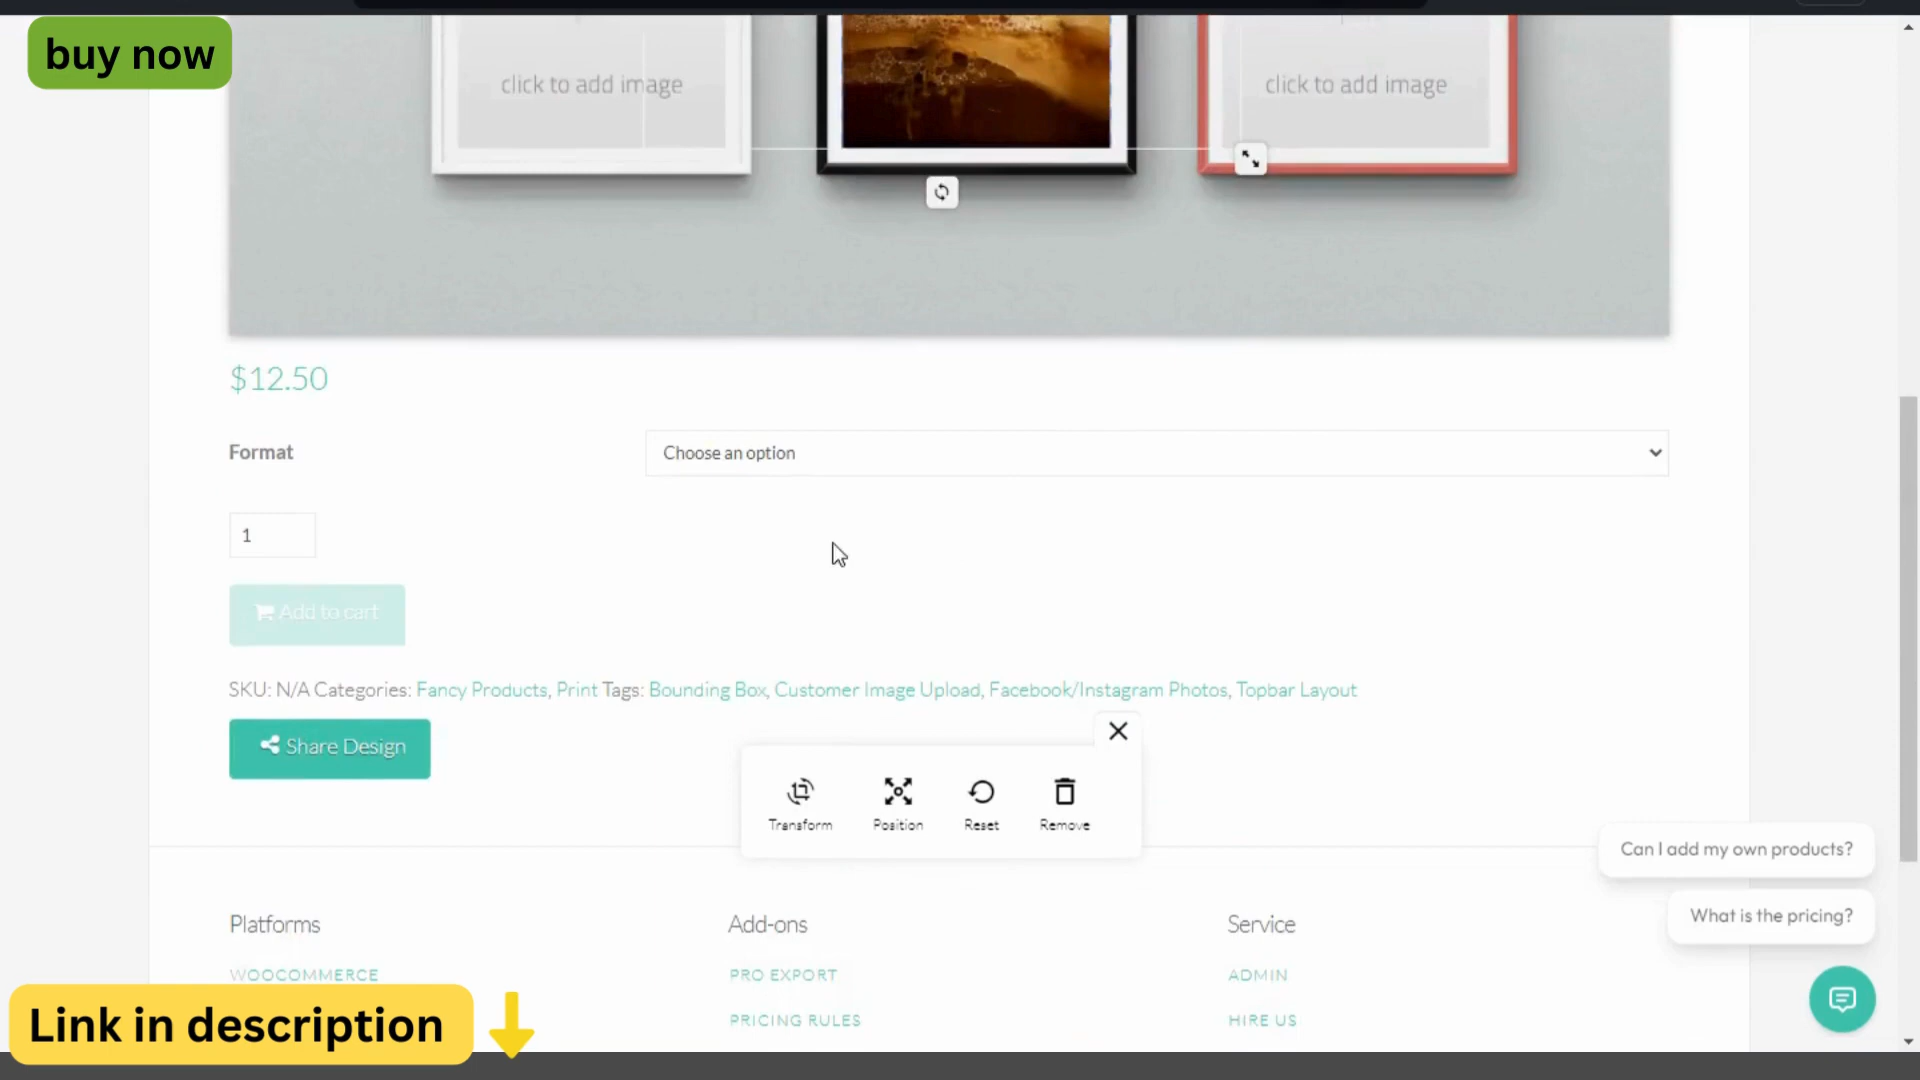 buy now
click to add image
click to add image
$12.50
Format
Choose an option
1
Add to cart
SKU: N/A Categories: Fancy Products, Print Tags: Bounding Box, Customer Image Upload, Facebook/Instagram Photos, Topbar Layout
Share Design
Transform
Position
Reset
Remove
Can I add my own products?
What is the pricing?
Platforms
Add-ons
Service
WOOCOMMERCE
PRO EXPORT
ADMIN
PRICING RULES
HIRE US
Link in description